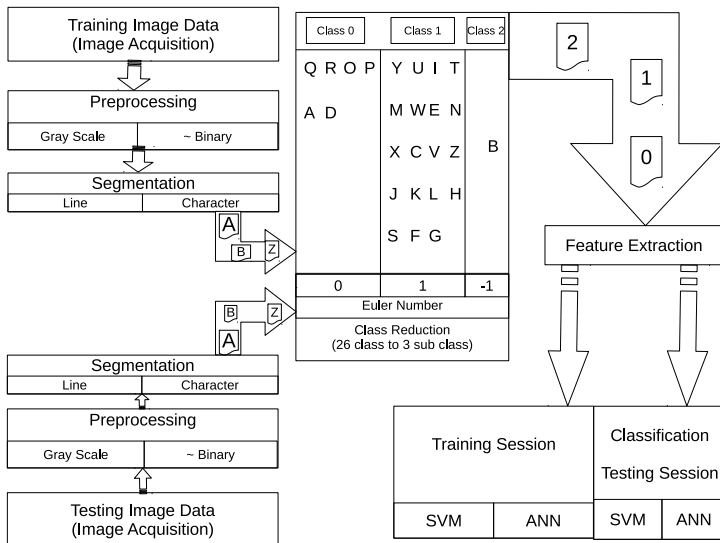 Training Image Data
(Image Acquisition)
Preprocessing
Gray Scale
~ Binary
Segmentation
Line
Character
A
B
Z
B
Z
A
Segmentation
Line
Character
Preprocessing
Gray Scale
~ Binary
Testing Image Data
(Image Acquisition)
Class 0
Class 1
Class 2
Q R O P
A D
Y U I T
M W E N
X C V Z
J K L H
S F G
B
0
1
-1
Euler Number
Class Reduction
(26 class to 3 sub class)
2
1
0
Feature Extraction
Training Session
SVM
ANN
Classification
Testing Session
SVM
ANN